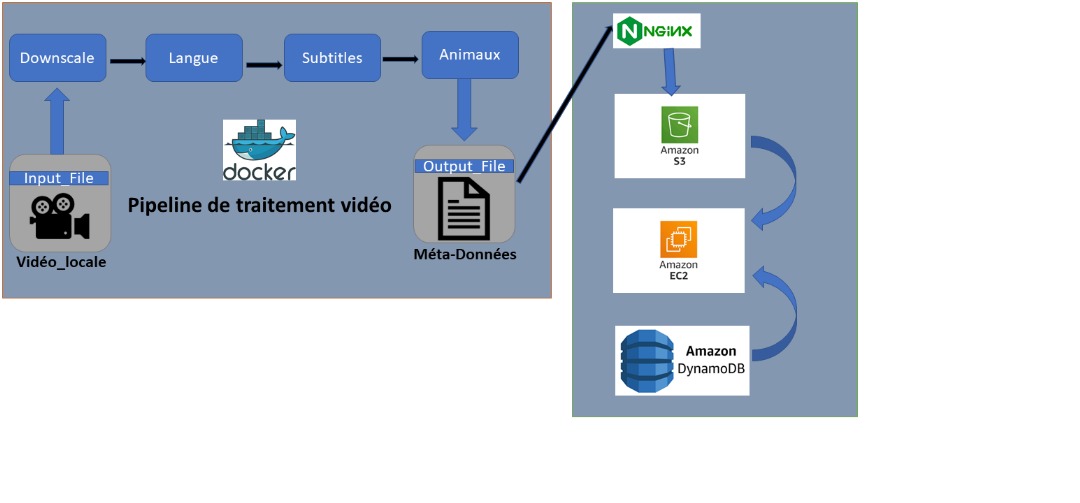 Downscale
Langue
Subtitles
Animaux
NGINX
docker
Input_File
Output_File
Pipeline de traitement vidéo
Vidéo_locale
Méta-Données
Amazon
S3
Amazon
EC2
Amazon
DynamoDB